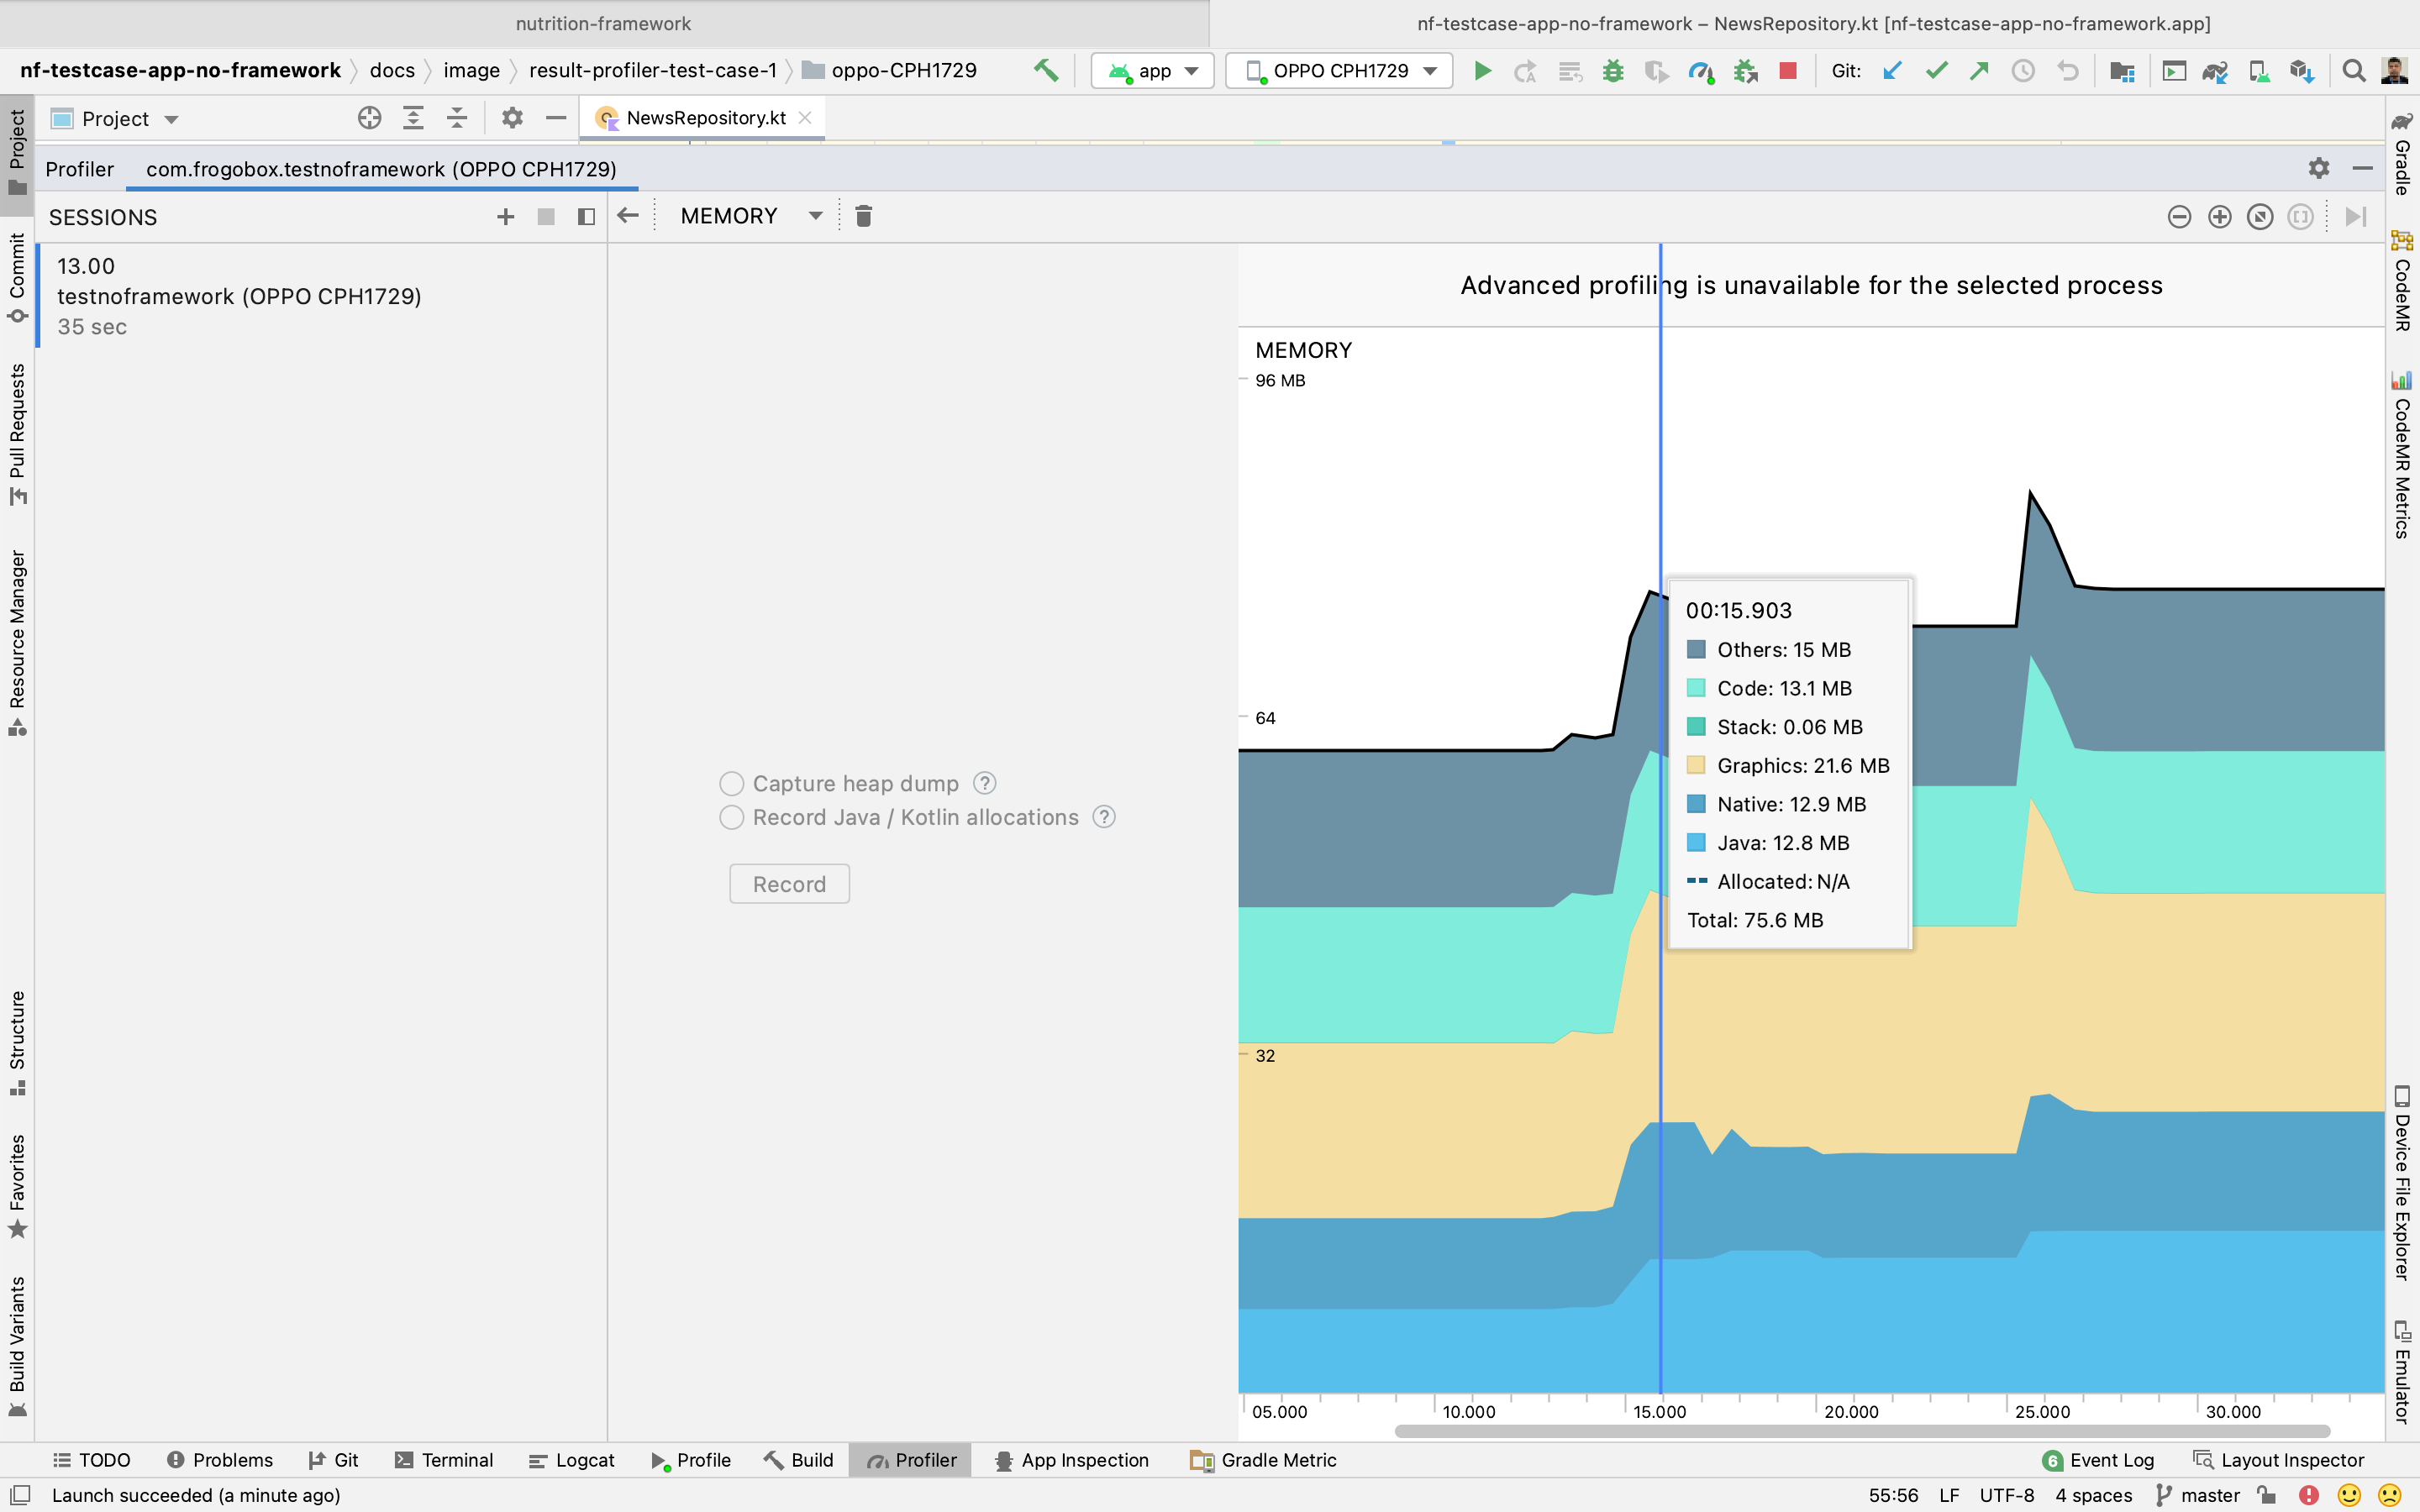 nutrition-framework
nf-testcase-app-no-framework – NewsRepository.kt [nf-testcase-app-no-framework.app]
nf-testcase-app-no-framework docs image result-profiler-test-case-1 oppo-CPH1729
app
OPPO CPH1729
Git:
Project
NewsRepository.kt
Profiler
com.frogobox.testnoframework (OPPO CPH1729)
SESSIONS
MEMORY
13.00
testnoframework (OPPO CPH1729)
35 sec
Capture heap dump ?
Record Java / Kotlin allocations ?
Record
Advanced profiling is unavailable for the selected process
MEMORY
96 MB
64
32
00:15.903
Others: 15 MB
Code: 13.1 MB
Stack: 0.06 MB
Graphics: 21.6 MB
Native: 12.9 MB
Java: 12.8 MB
Allocated: N/A
Total: 75.6 MB
05.000 10.000 15.000 20.000 25.000 30.000
Project
Commit
Pull Requests
Resource Manager
Structure
Favorites
Build Variants
Gradle
CodeMR
CodeMR Metrics
Device File Explorer
Emulator
TODO Problems Git Terminal Logcat Profile Build Profiler App Inspection Gradle Metric
6 Event Log Layout Inspector
Launch succeeded (a minute ago)
55:56 LF UTF-8 4 spaces master